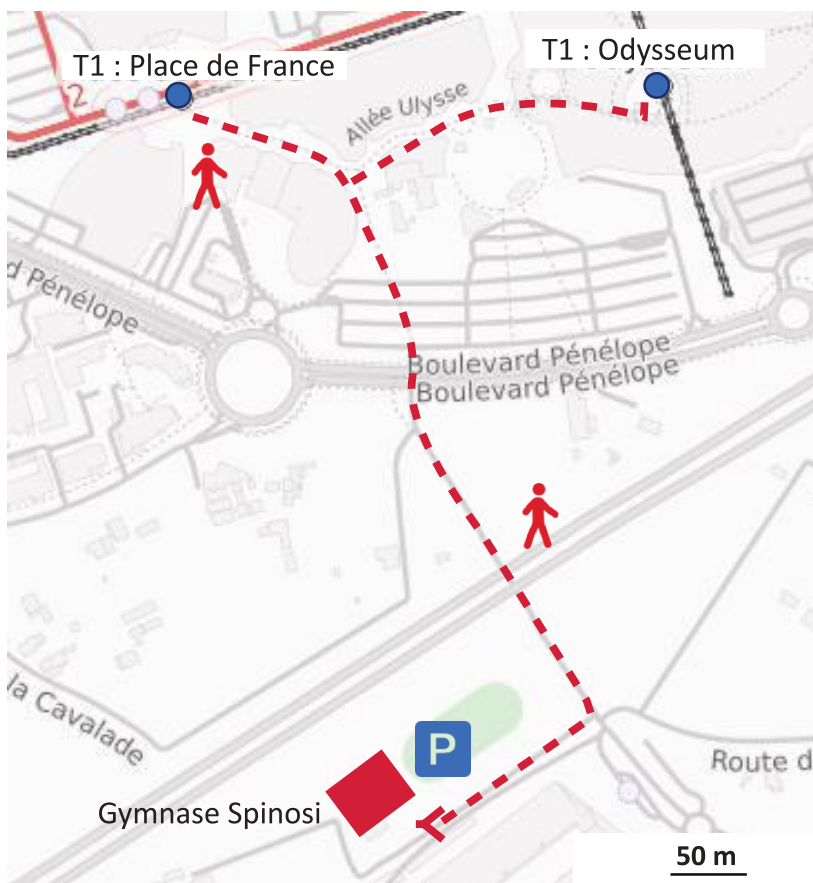 T1 : Place de France
T1 : Odysseum
2
Allée Ulysse
d Pénélope
Boulevard Pénélope
Boulevard Pénélope
la Cavalade
P
Route d
Gymnase Spinosi
50 m